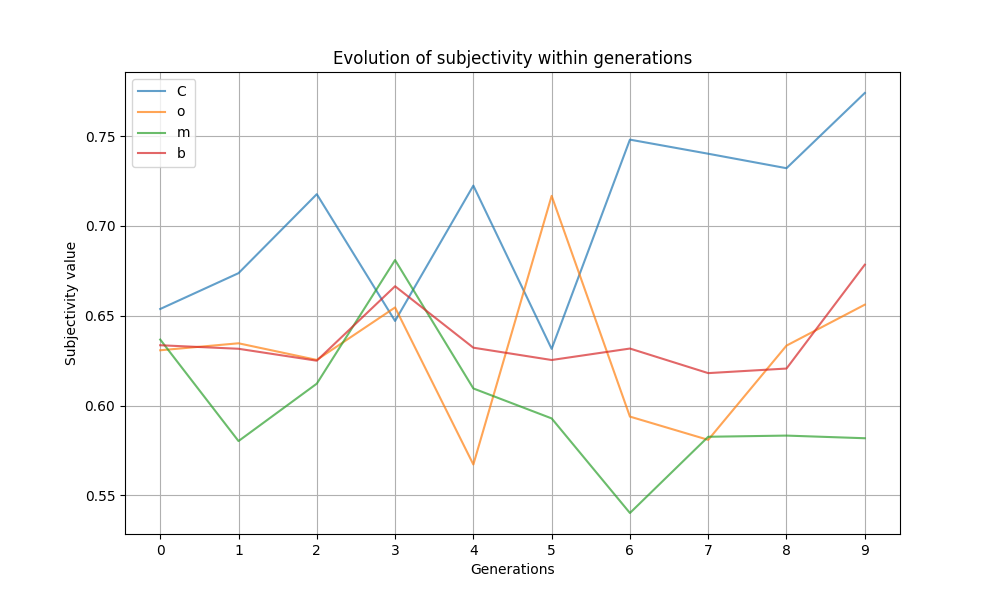 Evolution of subjectivity within generations
C
o
m
b
Subjectivity value
0.75
0.70
0.65
0.60
0.55
0 1 2 3 4 5 6 7 8 9
Generations